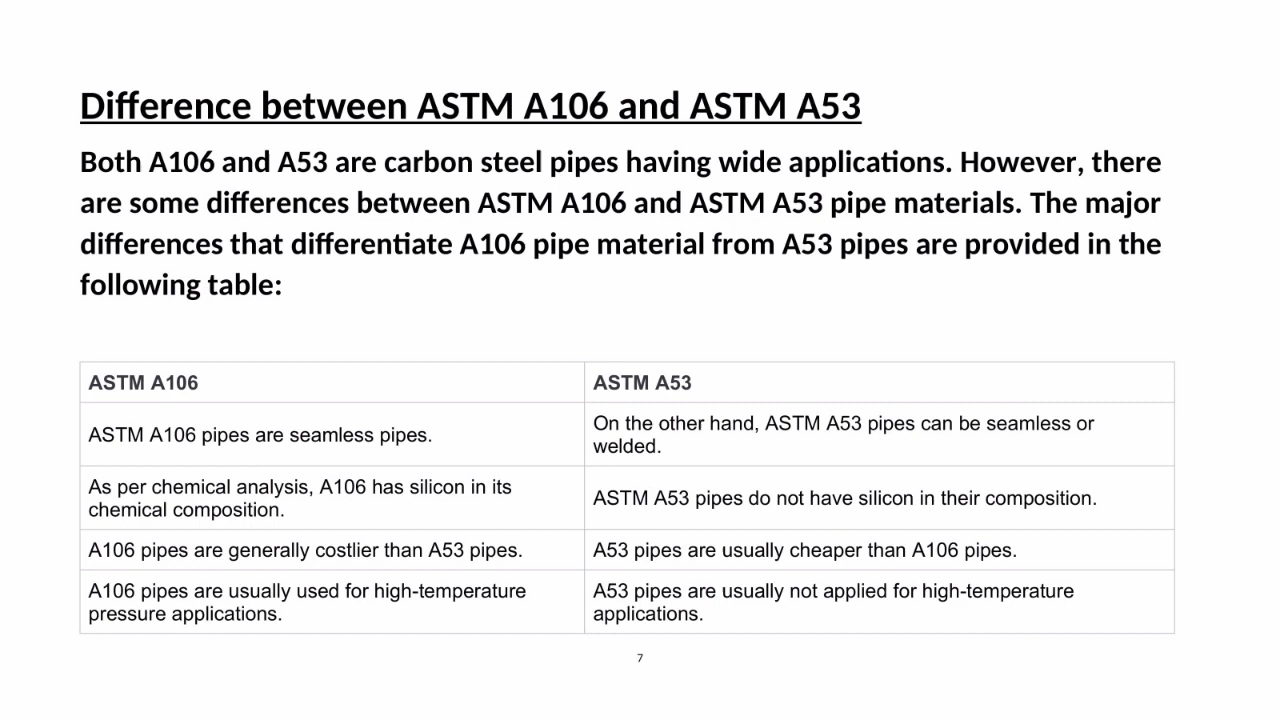 Difference between ASTM A106 and ASTM A53
Both A106 and A53 are carbon steel pipes having wide applications. However, there
are some differences between ASTM A106 and ASTM A53 pipe materials. The major
differences that differentiate A106 pipe material from A53 pipes are provided in the
following table:
ASTM A106
ASTM A53
ASTM A106 pipes are seamless pipes.
On the other hand, ASTM A53 pipes can be seamless or
welded.
As per chemical analysis, A106 has silicon in its
chemical composition.
ASTM A53 pipes do not have silicon in their composition.
A106 pipes are generally costlier than A53 pipes.
A53 pipes are usually cheaper than A106 pipes.
A106 pipes are usually used for high-temperature
pressure applications.
A53 pipes are usually not applied for high-temperature
applications.
7